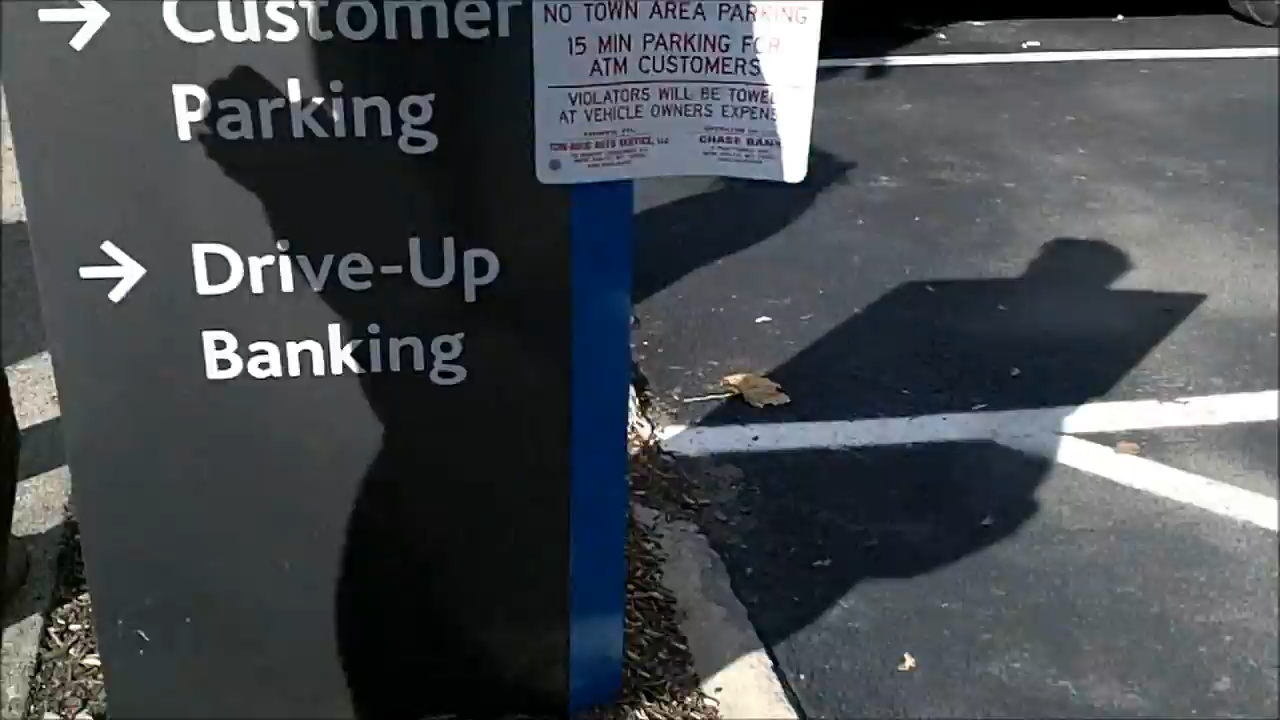 → Customer
Parking
→ Drive-Up
Banking
NO TOWN AREA PARKING
15 MIN PARKING FOR
ATM CUSTOMERS
VIOLATORS WILL BE TOWED
AT VEHICLE OWNERS EXPENS
CHASE BANK